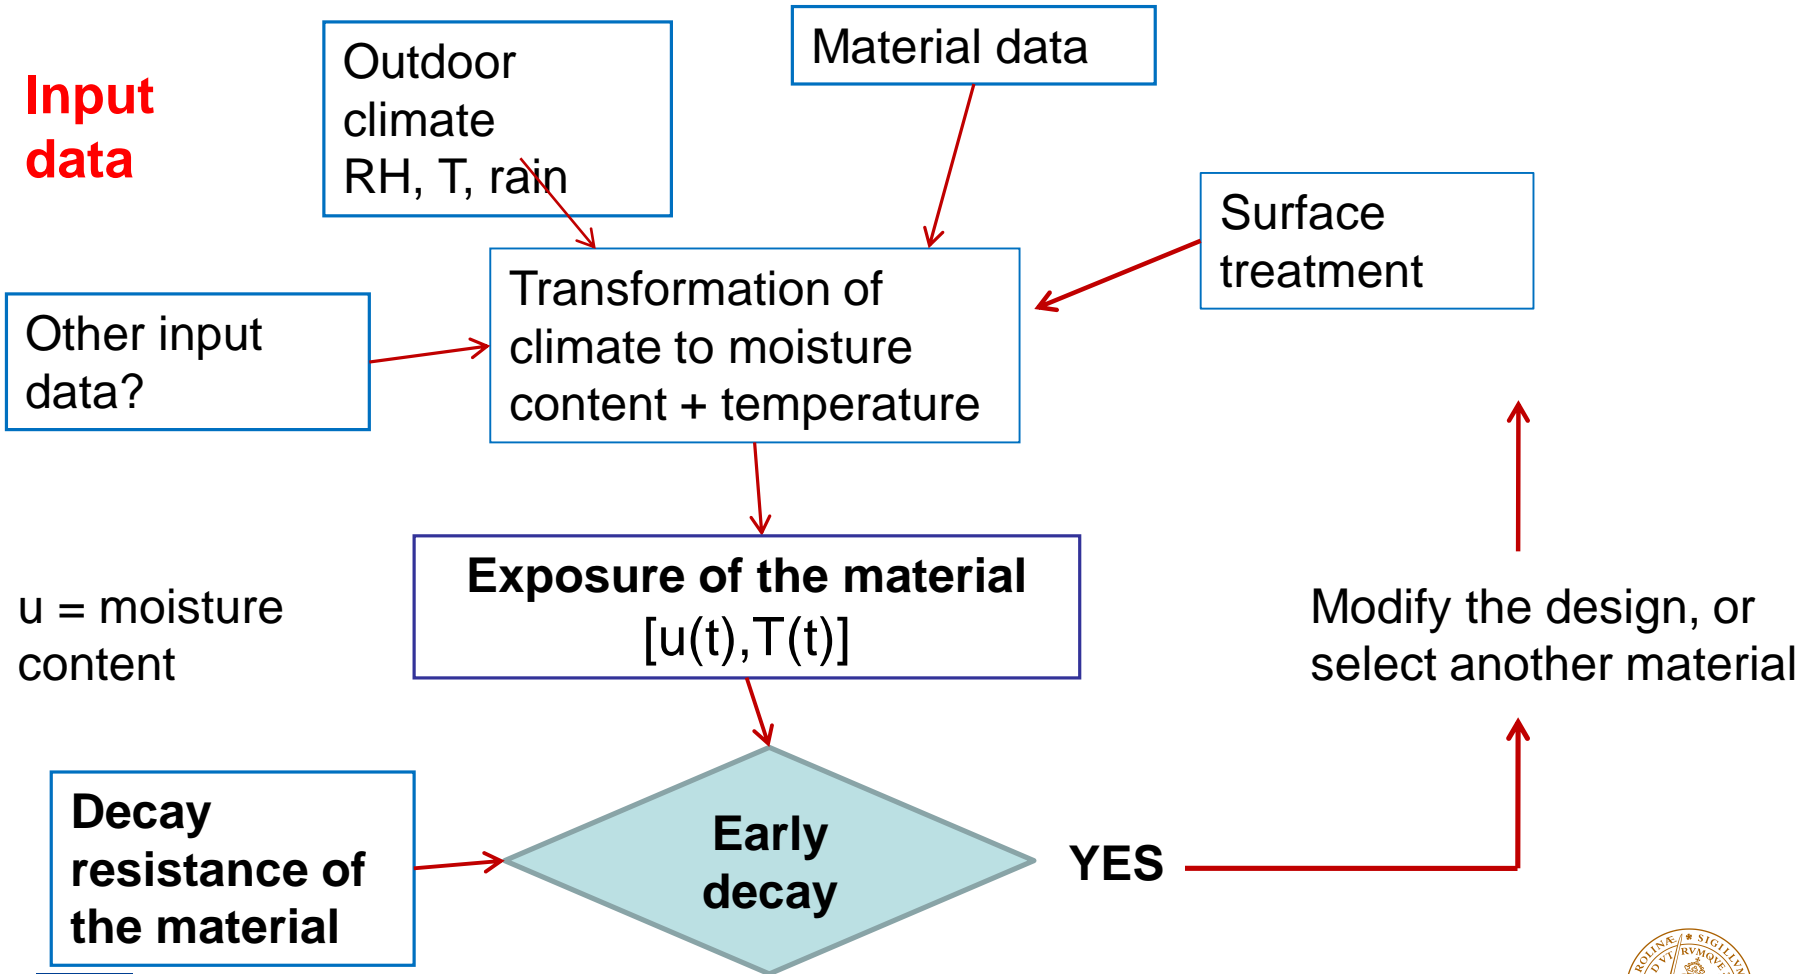 Input
data
Outdoor
climate
RH, T, rain
Material data
Surface
treatment
Other input
data?
Transformation of
climate to moisture
content + temperature
u = moisture
content
Exposure of the material
[u(t),T(t)]
Modify the design, or
select another material
Decay
resistance of
the material
Early
decay
YES